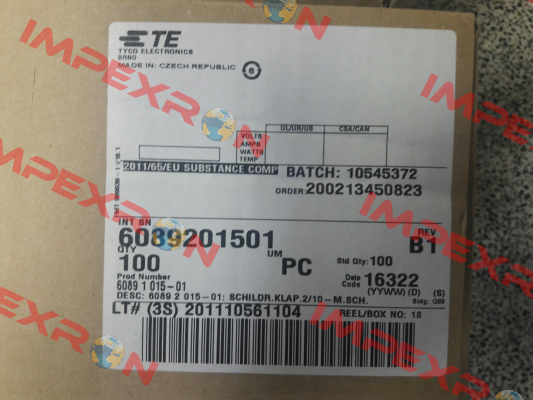 TE
TYCO ELECTRONICS
BRNO
MADE IN: CZECH REPUBLIC
6
UL/UR/US CSA/CAN
VOLTS
AMPS
WATTS
TEMP
2011/65/EU SUBSTANCE COMP
BATCH: 10545372
ORDER: 200213450823
INT SN
6089201501
REV
B1
QTY
100
UM
PC
Std Qty: 100
Prod Number
6089 1 015-01
Date Code 16322
(YYWW) (D) (S)
DESC: 6089 2 015-01: SCHILDR.KLAP.2/10-M.SCH.
Bldg: Q89
LT# (3S) 201110561104
REEL/BOX NO: 18
IMPEXRON
IMPEXRON
IMPEXRON
IMPEXRON